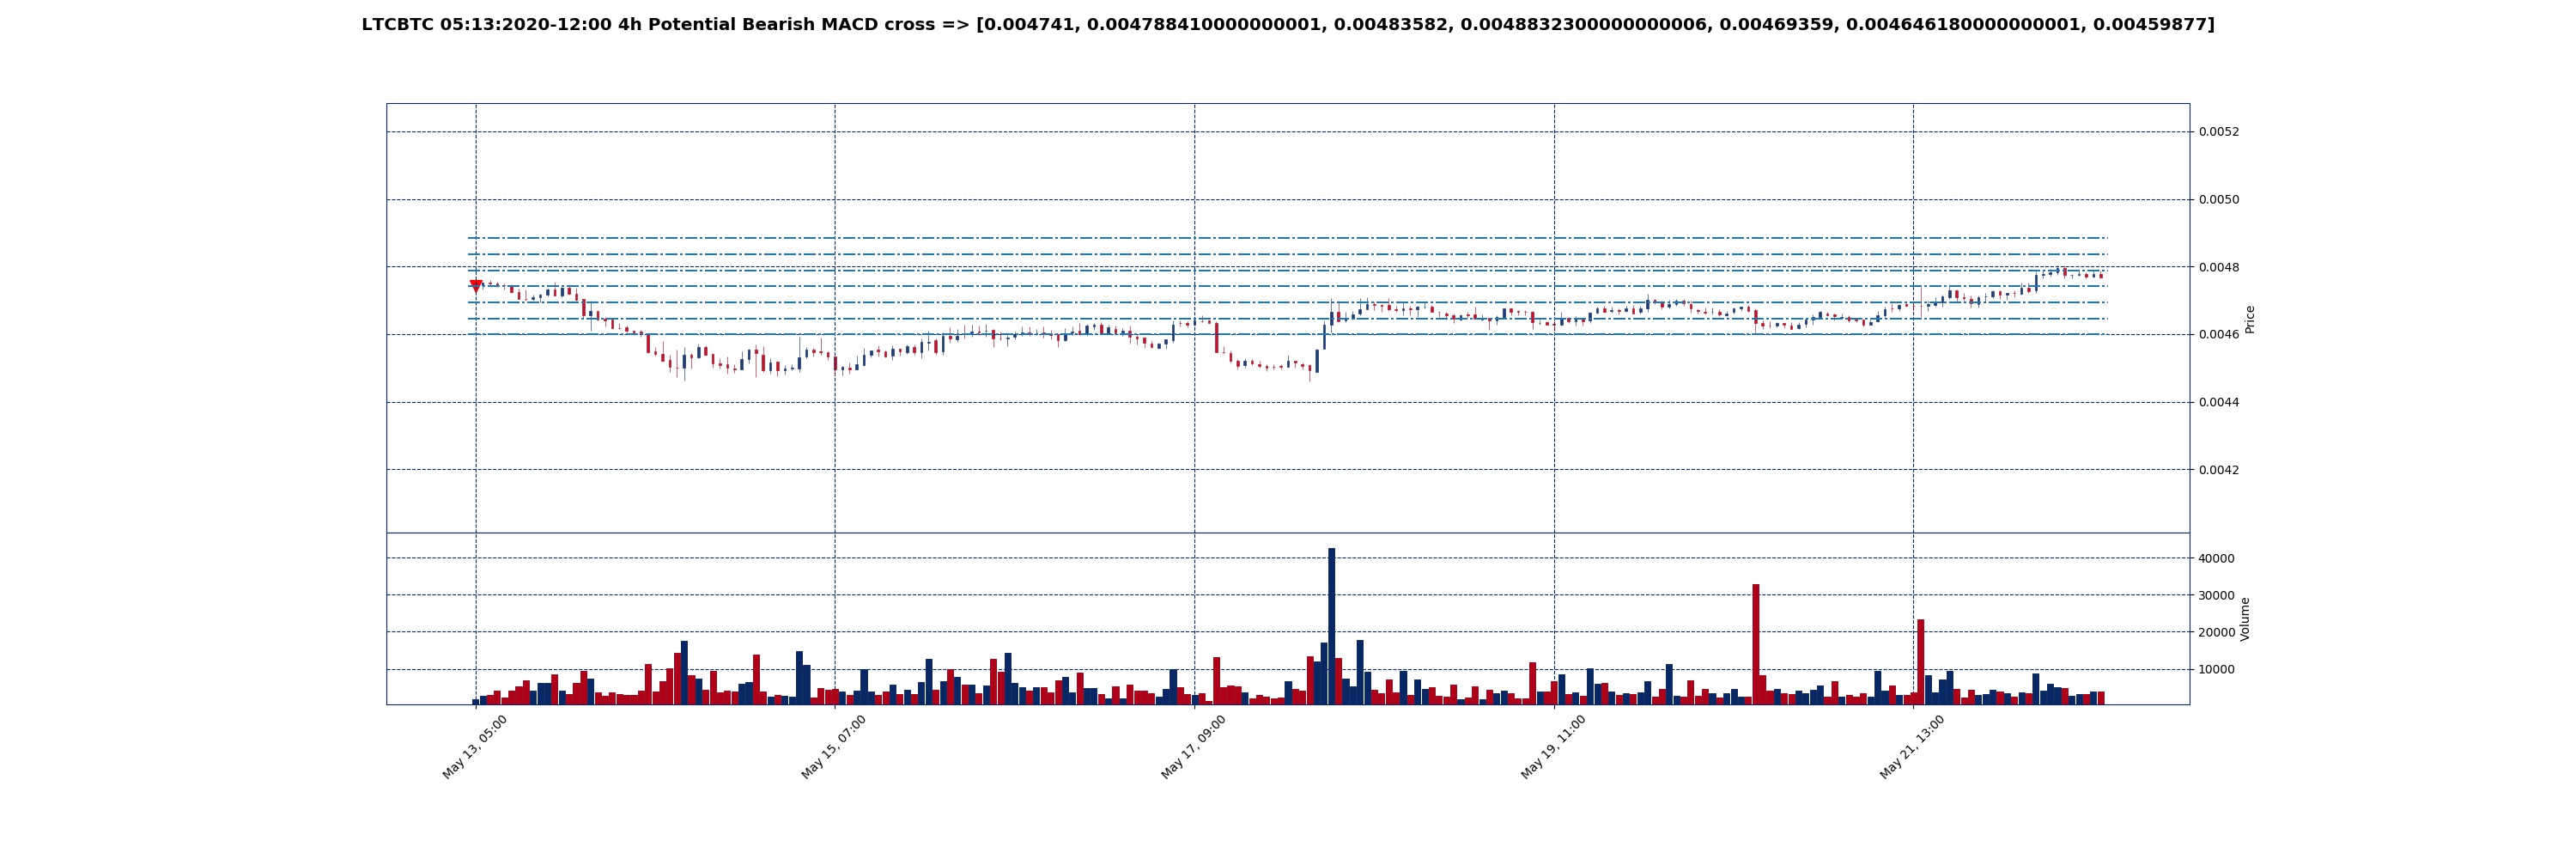 LTCBTC 05:13:2020-12:00 4h Potential Bearish MACD cross => [0.004741, 0.0047884100000000001, 0.00483582, 0.0048832300000000006, 0.00469359, 0.004646180000000001, 0.00459877]
0.0052
0.0050
0.0048
0.0046
0.0044
0.0042
Price
40000
30000
20000
10000
Volume
May 13, 05:00
May 15, 07:00
May 17, 09:00
May 19, 11:00
May 21, 13:00